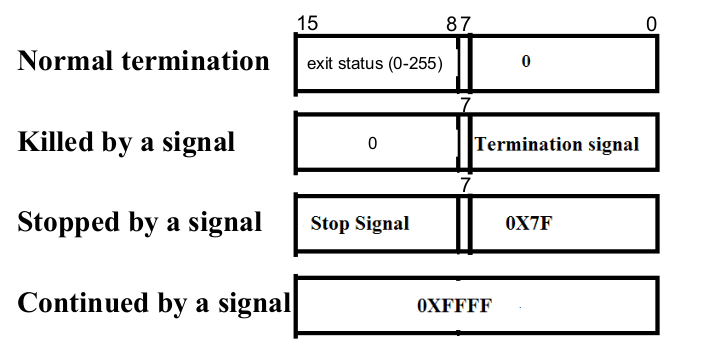 15 8 7 0
Normal termination exit status (0-255) 0
7
Killed by a signal 0 Termination signal
7
Stopped by a signal Stop Signal 0X7F
Continued by a signal 0XFFFF